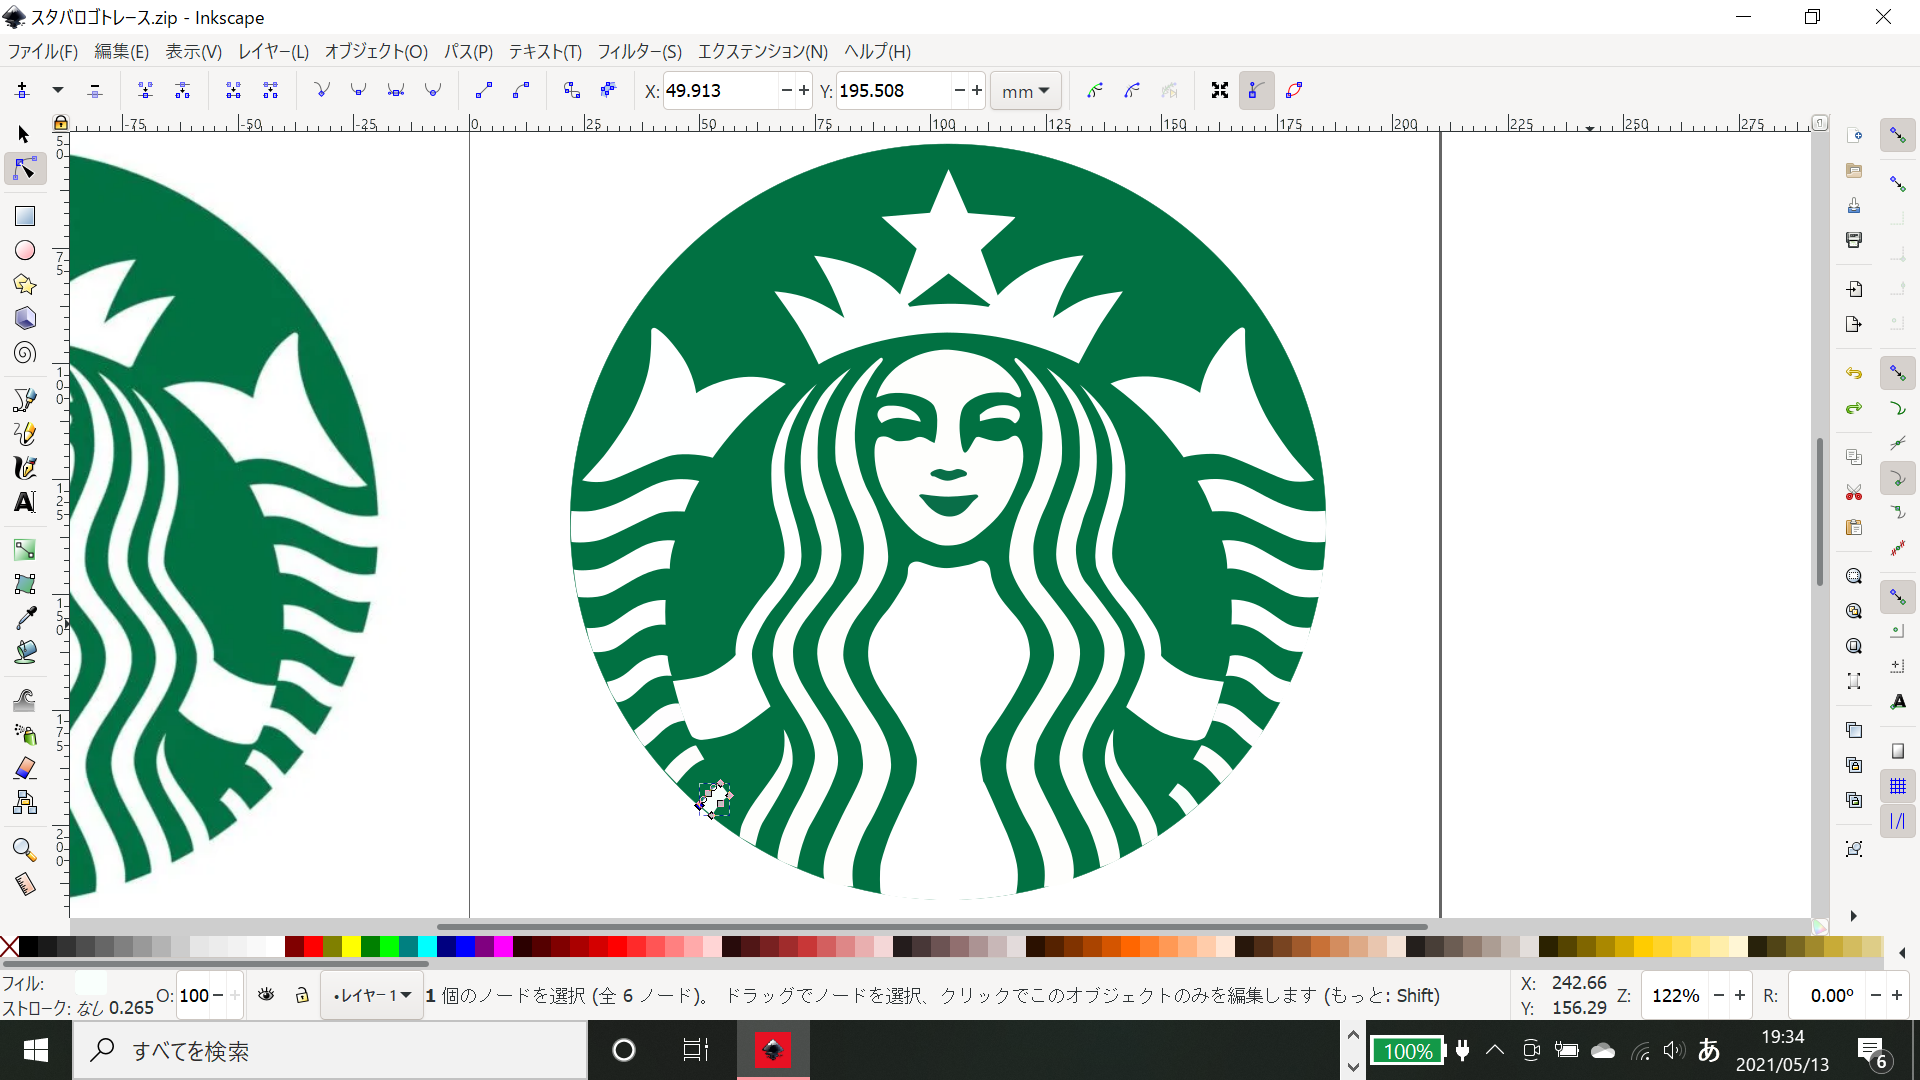 スタバロゴトレース.zip - Inkscape
ファイル(F) 編集(E) 表示(V) レイヤー(L) オブジェクト(O) パス(P) テキスト(T) フィルター(S) エクステンション(N) ヘルプ(H)
X: 49.913 Y: 195.508 mm
-75 -50 -25 0 25 50 75 100 125 150 175 200 225 250 275
50
75
100
125
150
175
200
フィル:
ストローク: なし 0.265
O: 100
•レイヤー 1
1 個のノードを選択 (全 6 ノード)。 ドラッグでノードを選択、クリックでこのオブジェクトのみを編集します (もっと: Shift)
X: 242.66
Y: 156.29
Z: 122%
R: 0.00°
すべてを検索
100%
あ
19:34
2021/05/13
6